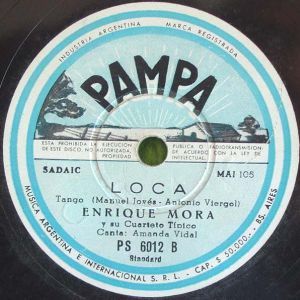 INDUSTRIA ARGENTINA
MARCA REGISTRADA
PAMPA
ESTA PROHIBIDA LA EJECUCION
DE ESTE DISCO, NO AUTORIZADA,
PROPIEDAD
PUBLICA O RADIOTRANSMISION-
DE ACUERDO CON LA LEY DE
INTELECTUAL.
SADAIC
MAI 105
LOCA
Tango (Manuel Jovés- Antonio Viergol)
ENRIQUE MORA
y su Cuarteto Típico
Canta: Amanda Vidal
PS 6012 B
Standard
MUSICA ARGENTINA E INTERNACIONAL S. R. L. - CAP. $ 50.000.- BS. AIRES